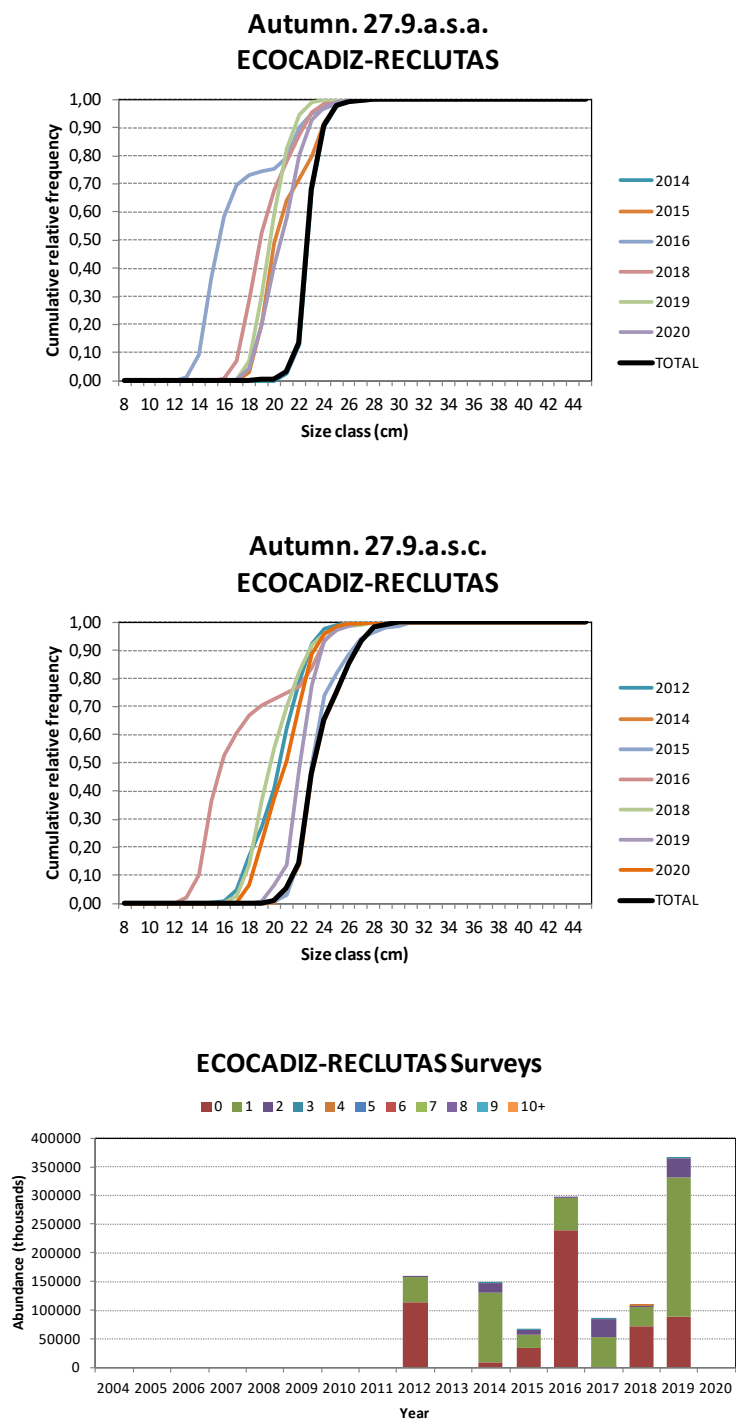 Autumn. 27.9.a.s.a.
ECOCADIZ-RECLUTAS
Cumulative relative frequency
1,00
0,90
0,80
0,70
0,60
0,50
0,40
0,30
0,20
0,10
0,00
8 10 12 14 16 18 20 22 24 26 28 30 32 34 36 38 40 42 44
Size class (cm)
2014
2015
2016
2018
2019
2020
TOTAL
Autumn. 27.9.a.s.c.
ECOCADIZ-RECLUTAS
Cumulative relative frequency
1,00
0,90
0,80
0,70
0,60
0,50
0,40
0,30
0,20
0,10
0,00
8 10 12 14 16 18 20 22 24 26 28 30 32 34 36 38 40 42 44
Size class (cm)
2012
2014
2015
2016
2018
2019
2020
TOTAL
ECOCADIZ-RECLUTAS Surveys
0 1 2 3 4 5 6 7 8 9 10+
Abundance (thousands)
400000
350000
300000
250000
200000
150000
100000
50000
0
2004 2005 2006 2007 2008 2009 2010 2011 2012 2013 2014 2015 2016 2017 2018 2019 2020
Year